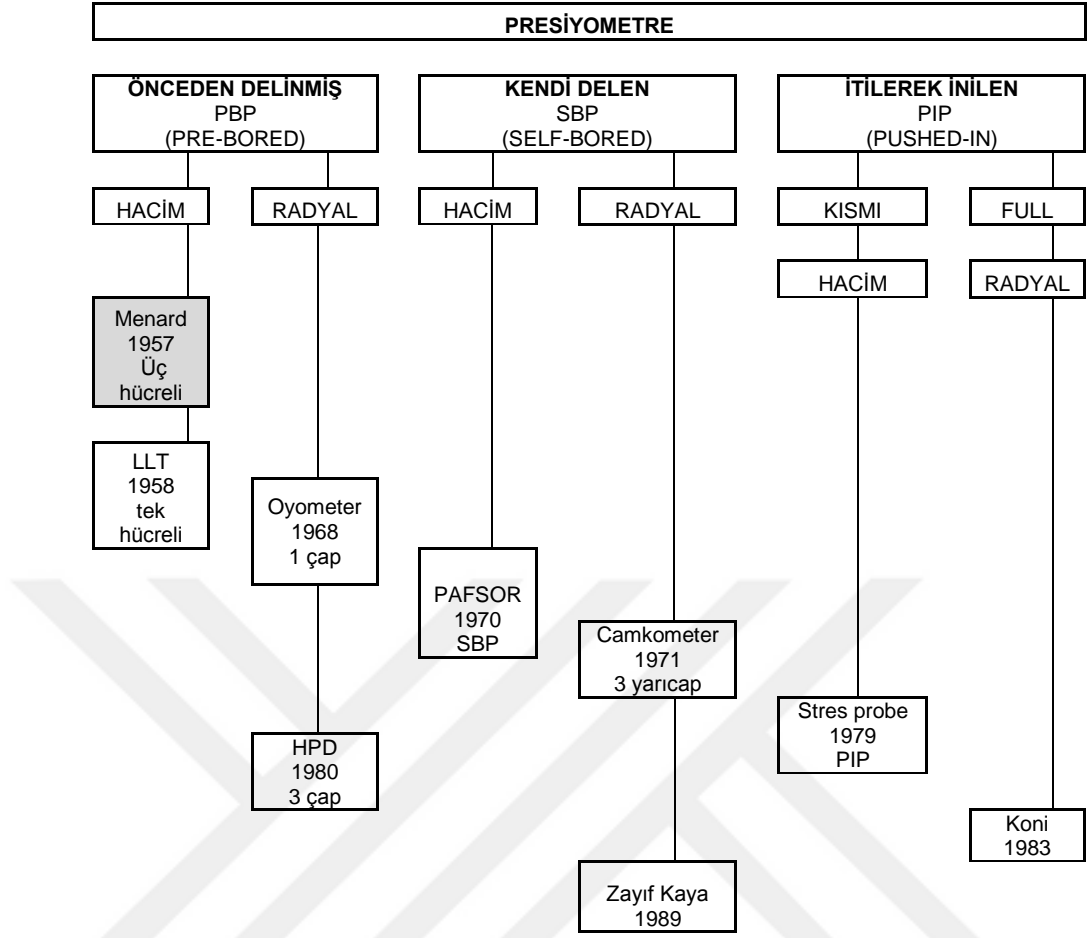 PRESİYOMETRE
ÖNCEDEN DELİNMİŞ
PBP
(PRE-BORED)
KENDİ DELEN
SBP
(SELF-BORED)
İTİLEREK İNİLEN
PIP
(PUSHED-IN)
HACİM
RADYAL
HACİM
RADYAL
KISMI
FULL
HACİM
RADYAL
Menard
1957
Üç
hücreli
LLT
1958
tek
hücreli
Oyometer
1968
1 çap
PAFSOR
1970
SBP
Camkometer
1971
3 yarıcap
Stres probe
1979
PIP
HPD
1980
3 çap
Koni
1983
Zayıf Kaya
1989